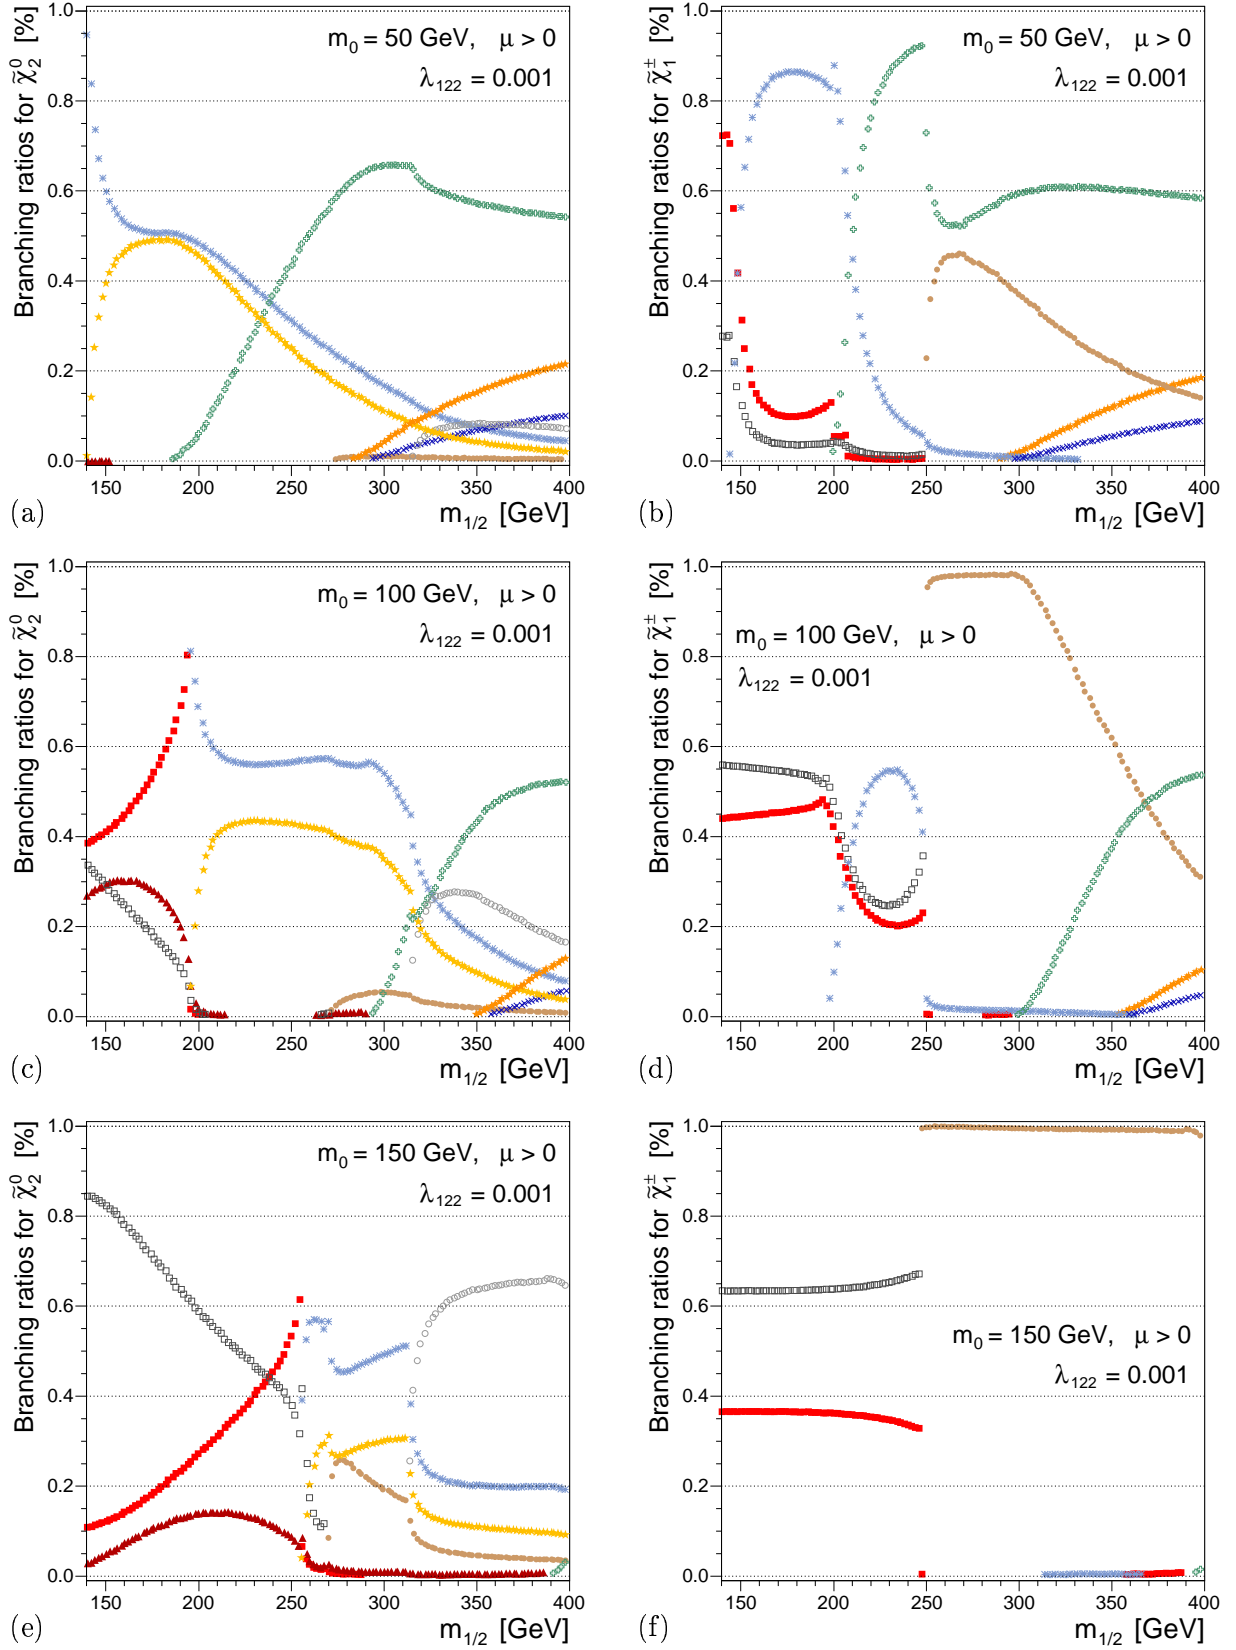 Branching ratios for χ̃₂⁰ [%]
1.0
0.8
0.6
0.4
0.2
0.0
m₀ = 50 GeV, μ > 0
λ₁₂₂ = 0.001
150 200 250 300 350 400
(a)
m₁/₂ [GeV]
Branching ratios for χ̃₁± [%]
1.0
0.8
0.6
0.4
0.2
0.0
m₀ = 50 GeV, μ > 0
λ₁₂₂ = 0.001
150 200 250 300 350 400
(b)
m₁/₂ [GeV]
Branching ratios for χ̃₂⁰ [%]
1.0
0.8
0.6
0.4
0.2
0.0
m₀ = 100 GeV, μ > 0
λ₁₂₂ = 0.001
150 200 250 300 350 400
(c)
m₁/₂ [GeV]
Branching ratios for χ̃₁± [%]
1.0
0.8
0.6
0.4
0.2
0.0
m₀ = 100 GeV, μ > 0
λ₁₂₂ = 0.001
150 200 250 300 350 400
(d)
m₁/₂ [GeV]
Branching ratios for χ̃₂⁰ [%]
1.0
0.8
0.6
0.4
0.2
0.0
m₀ = 150 GeV, μ > 0
λ₁₂₂ = 0.001
150 200 250 300 350 400
(e)
m₁/₂ [GeV]
Branching ratios for χ̃₁± [%]
1.0
0.8
0.6
0.4
0.2
0.0
m₀ = 150 GeV, μ > 0
λ₁₂₂ = 0.001
150 200 250 300 350 400
(f)
m₁/₂ [GeV]